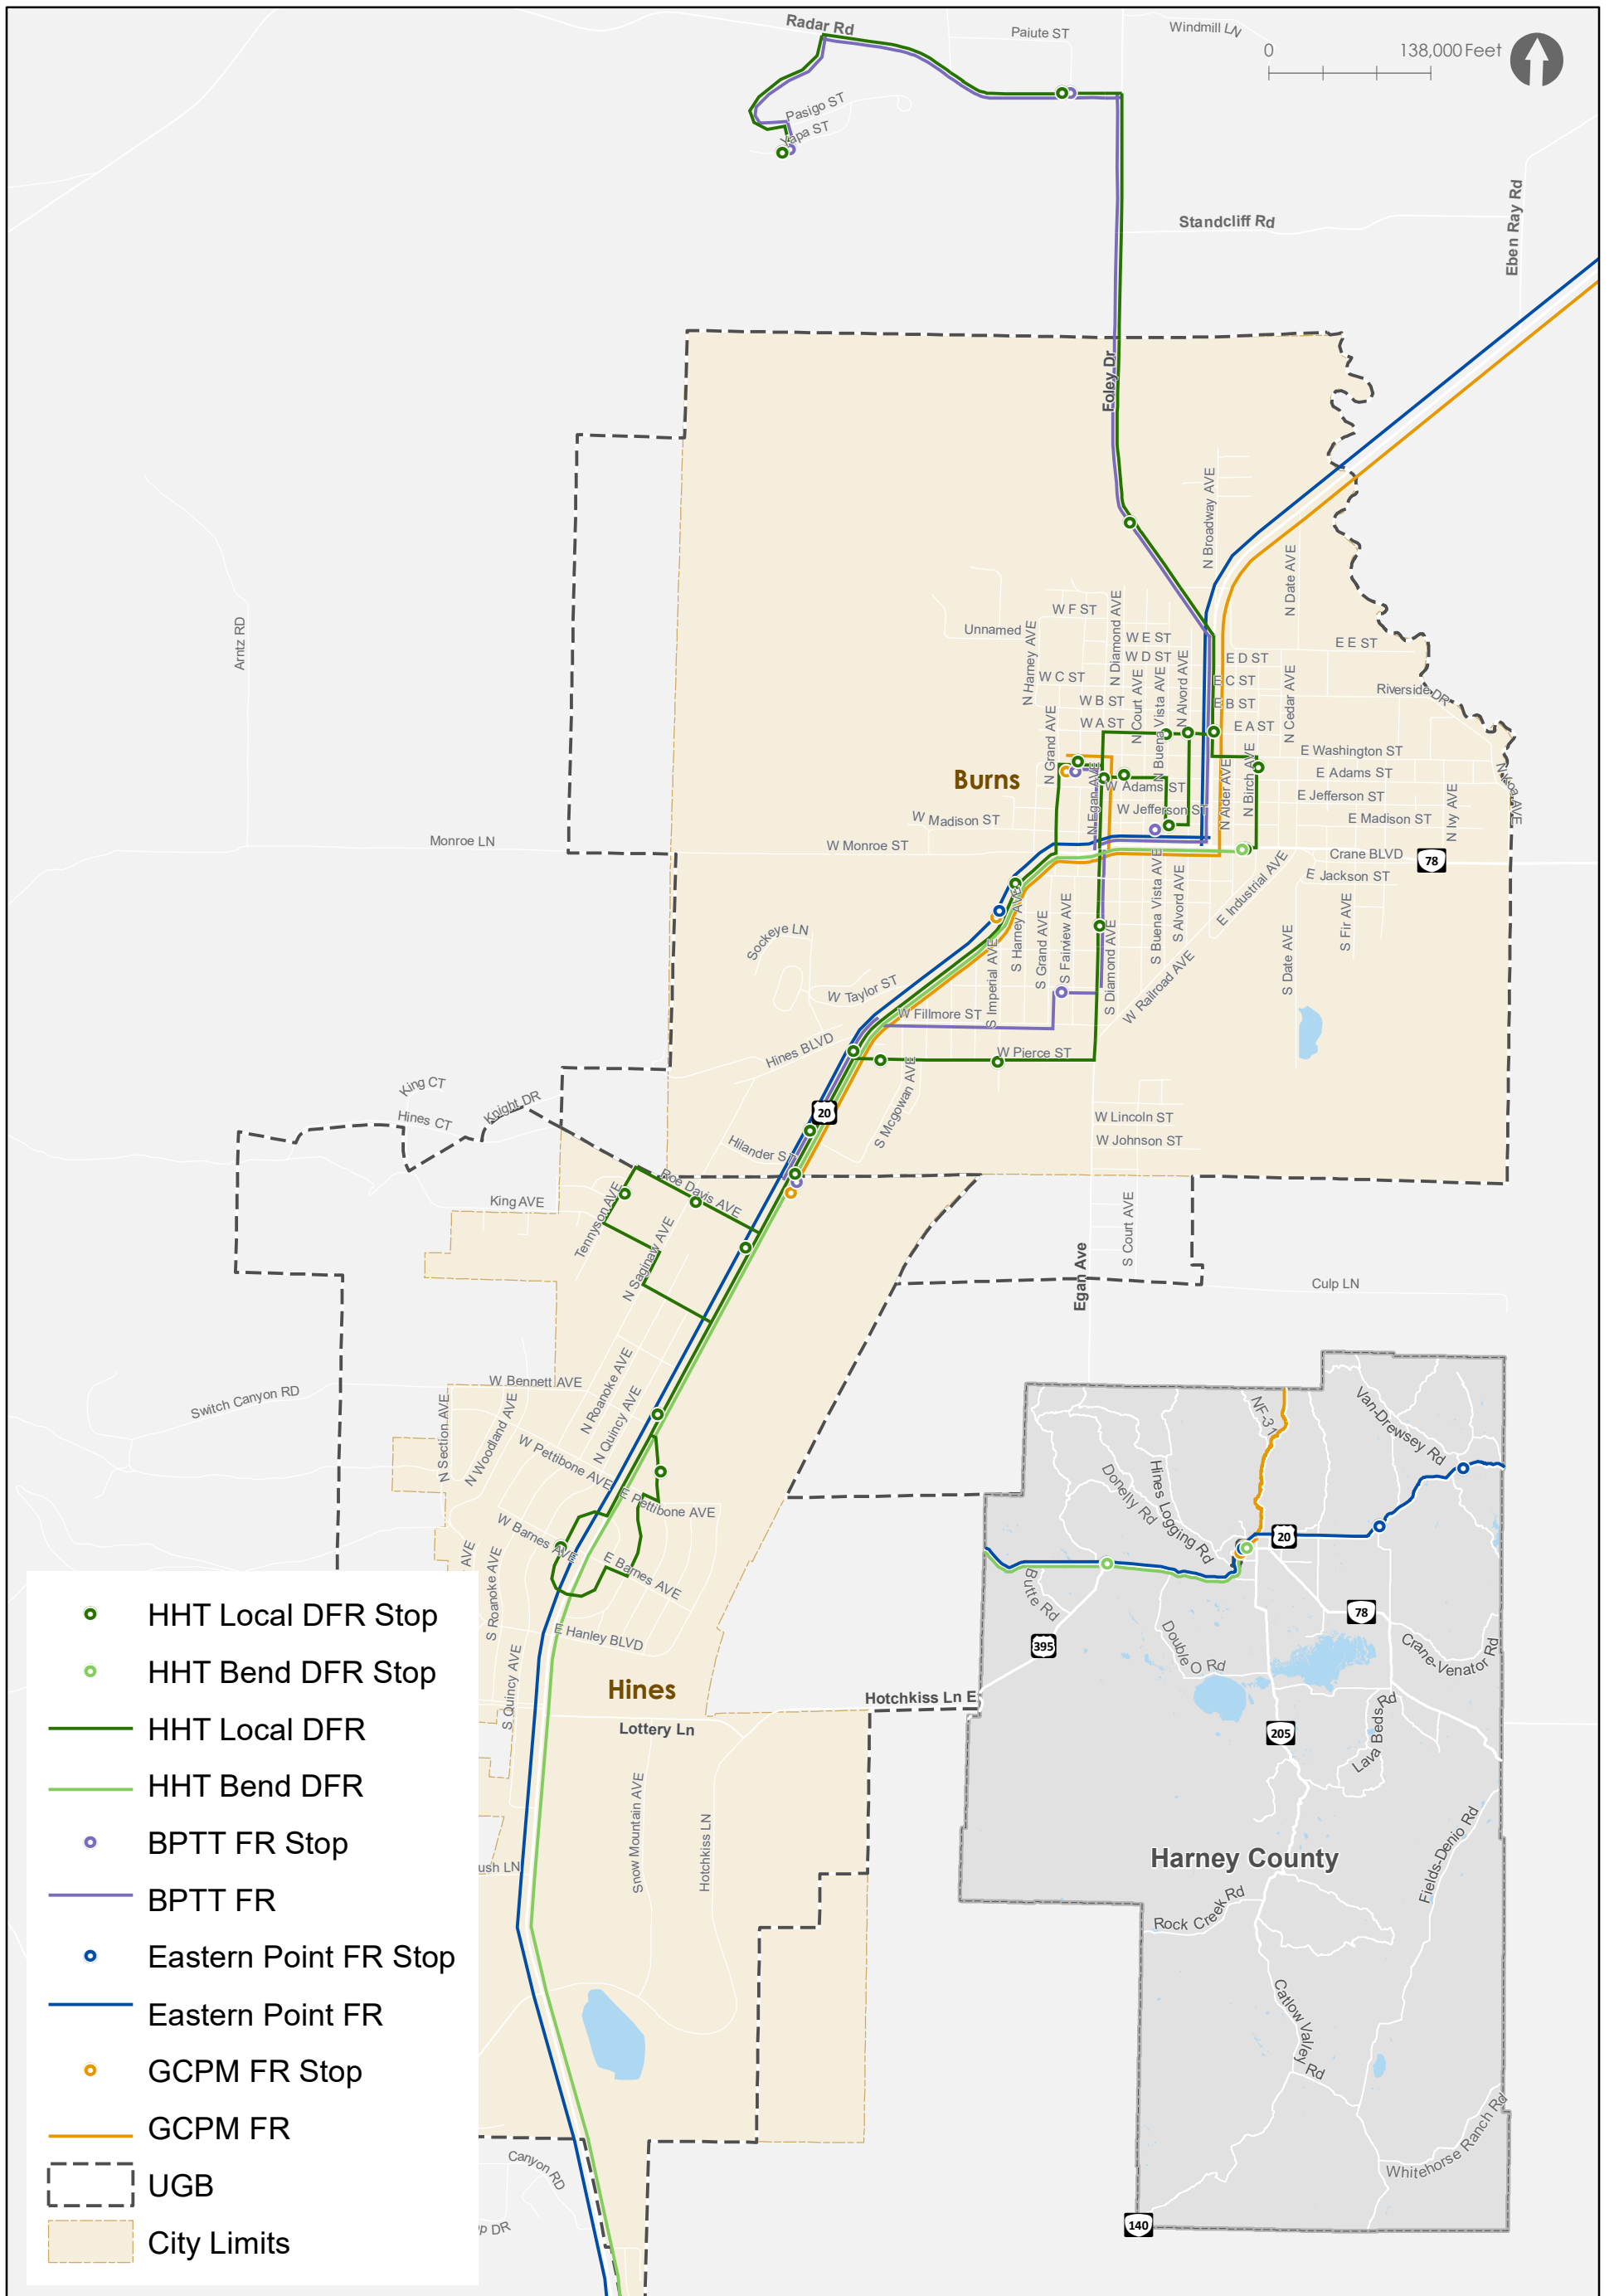 Radar Rd
Paiute ST
Windmill LN
0
138,000 Feet
Pasigo ST
Yapa ST
Standcliff Rd
Eben Ray Rd
Foley Dr
N Broadway AVE
N Date AVE
W F ST
N Diamond AVE
Unnamed
N Harney AVE
W E ST
E E ST
W D ST
E D ST
W C ST
N Court AVE
N Buena Vista AVE
N Alvord AVE
E C ST
N Cedar AVE
Riverside DR
W B ST
E B ST
W A ST
E A ST
N Grand AVE
E Washington ST
Burns
N Egan AVE
W Adams ST
N Alder AVE
N Birch AVE
E Adams ST
N Koa AVE
W Jefferson ST
E Jefferson ST
N Ivy AVE
Arntz RD
W Madison ST
E Madison ST
Monroe LN
W Monroe ST
Crane BLVD
78
E Jackson ST
E Industrial AVE
Sockeye LN
S Imperial AVE
S Harney AVE
S Grand AVE
S Fairview AVE
S Diamond AVE
S Buena Vista AVE
S Alvord AVE
S Date AVE
S Fir AVE
W Railroad AVE
W Taylor ST
W Fillmore ST
Hines BLVD
W Pierce ST
King CT
Hines CT
Knight DR
20
S Mcgowan AVE
W Lincoln ST
W Johnson ST
Hilander ST
Roe Davis AVE
King AVE
Tennyson AVE
N Saginaw AVE
S Court AVE
Egan Ave
Culp LN
W Bennett AVE
Switch Canyon RD
N Section AVE
N Woodland AVE
N Roanoke AVE
N Quincy AVE
W Pettibone AVE
E Pettibone AVE
W Barnes AVE
E Barnes AVE
AVE
S Roanoke AVE
E Hanley BLVD
S Quincy AVE
Hines
Hotchkiss Ln E
Lottery Ln
Snow Mountain AVE
Hotchkiss LN
ush LN
Canyon RD
p DR
NF-31
Van-Drewsey Rd
Donelly Rd
Hines Logging Rd
20
Butte Rd
78
395
Double O Rd
Crane-Venator Rd
205
Lava Beds Rd
Fields-Denio Rd
Harney County
Rock Creek Rd
Catlow Valley Rd
Whitehorse Ranch Rd
140
HHT Local DFR Stop
HHT Bend DFR Stop
HHT Local DFR
HHT Bend DFR
BPTT FR Stop
BPTT FR
Eastern Point FR Stop
Eastern Point FR
GCPM FR Stop
GCPM FR
UGB
City Limits